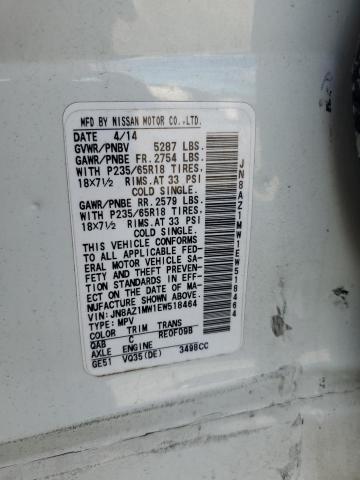 MFD BY NISSAN MOTOR CO.,LTD.
DATE 4/14
GVWR/PNBV 5287 LBS.
GAWR/PNBE FR. 2754 LBS.
WITH P235/65R18 TIRES,
18X7½ RIMS.AT 33 PSI
COLD SINGLE.
GAWR/PNBE RR. 2579 LBS.
WITH P235/65R18 TIRES,
18X7½ RIMS.AT 33 PSI
COLD SINGLE.
THIS VEHICLE CONFORMS
TO ALL APPLICABLE FED-
ERAL MOTOR VEHICLE SA-
FETY AND THEFT PREVENTION
STANDARDS IN EFF-
ECT ON THE DATE OF MA-
NUFACTURE SHOWN ABOVE.
VIN: JN8AZ1MW1EW518464
TYPE: MPV
COLOR TRIM TRANS
QAB C RE0F09B
AXLE ENGINE
GE51 VQ35(DE) 3498CC
JN8AZ1MW1EW518464